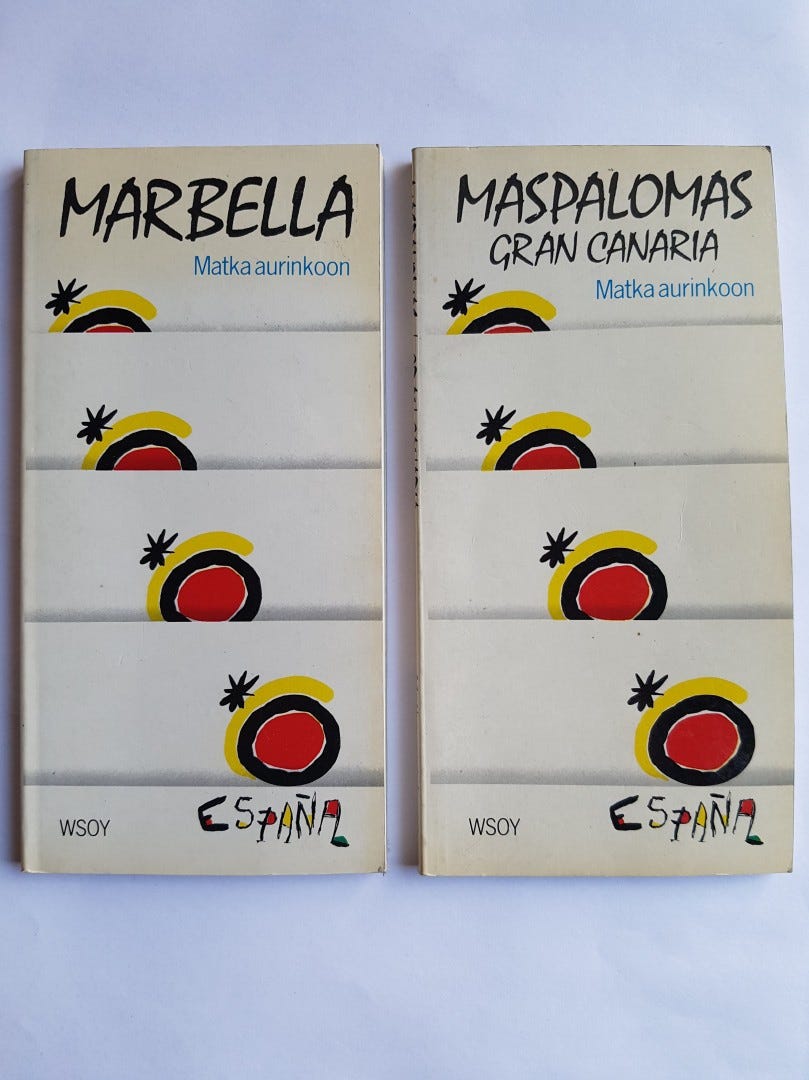 MARBELLA
Matka aurinkoon
WSOY
ESPAÑA
MASPALOMAS
GRAN CANARIA
Matka aurinkoon
WSOY
ESPAÑA